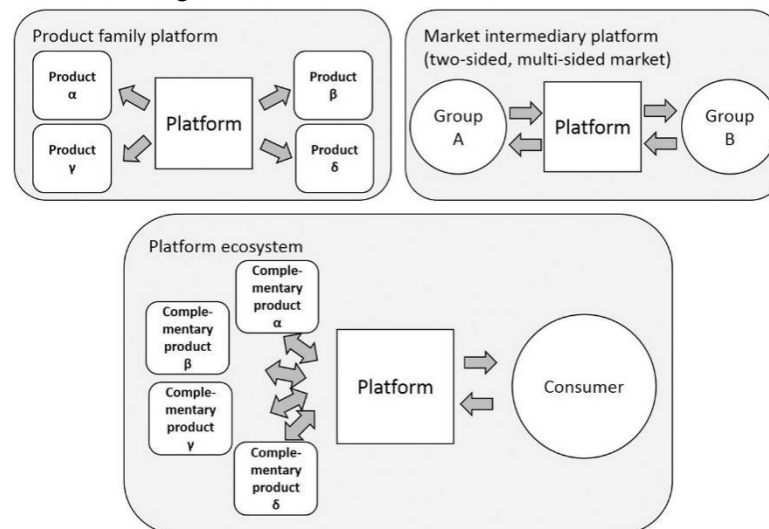 Product family platform
Product
α
Product
β
Platform
Product
γ
Product
δ
Market intermediary platform
(two-sided, multi-sided market)
Group
A
Platform
Group
B
Platform ecosystem
Comple-
mentary
product
α
Comple-
mentary
product
β
Comple-
mentary
product
γ
Comple-
mentary
product
δ
Platform
Consumer